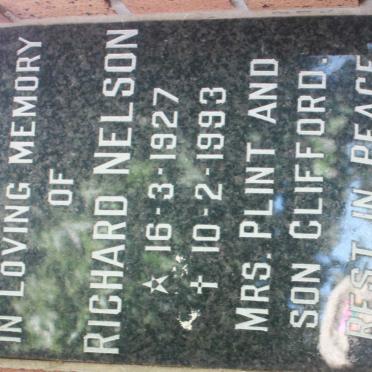 IN LOVING MEMORY
OF
RICHARD NELSON
☆ 16-3-1927
✝ 10-2-1993
MRS. PLINT AND
SON CLIFFORD.
REST IN PEACE